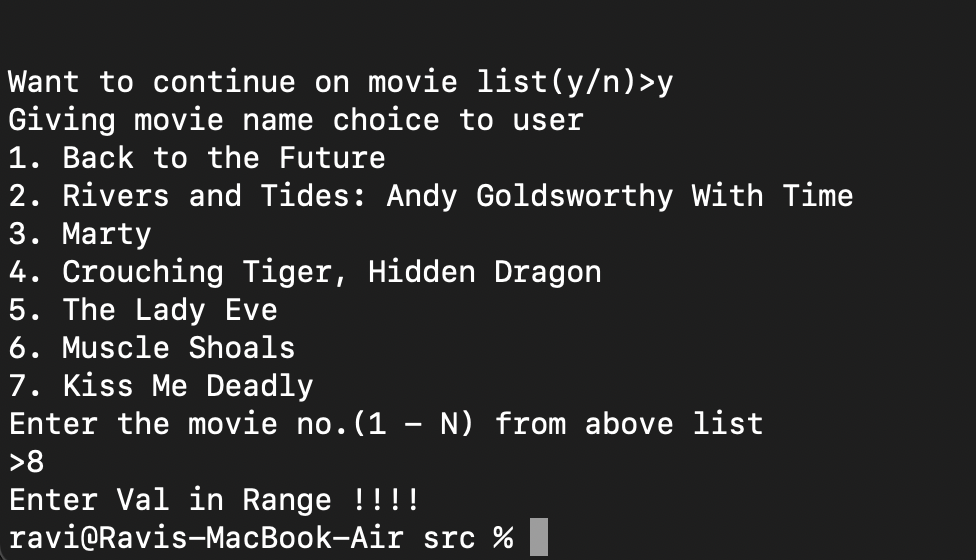 Want to continue on movie list(y/n)>y
Giving movie name choice to user
1. Back to the Future
2. Rivers and Tides: Andy Goldsworthy With Time
3. Marty
4. Crouching Tiger, Hidden Dragon
5. The Lady Eve
6. Muscle Shoals
7. Kiss Me Deadly
Enter the movie no.(1 - N) from above list
>8
Enter Val in Range !!!!
ravi@Ravis-MacBook-Air src %